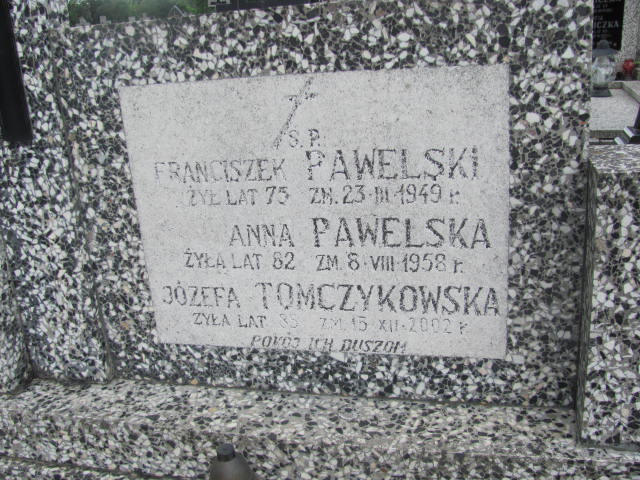 Ś.P.
FRANCISZEK PAWELSKI
ŻYŁ LAT 75 ZM. 23-III-1949 r.
ANNA PAWELSKA
ŻYŁA LAT 82 ZM. 8-VIII-1958 r.
JÓZEFA TOMCZYKOWSKA
ŻYŁA LAT ZM. 15 XII-2002 r.
POKÓJ ICH DUSZOM